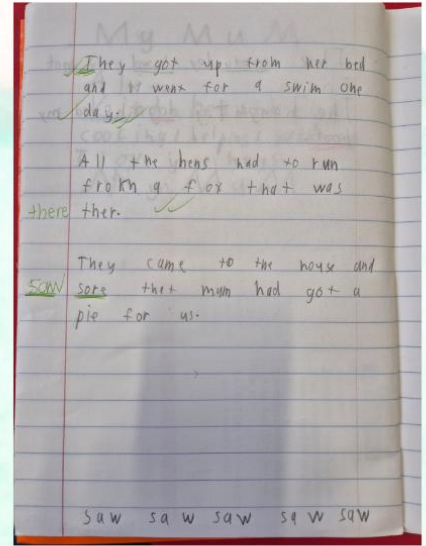 They got up from her bed
and went for a swim one
day.
All the hens had to run
from a fox that was
there ther.
They came to the house and
saw sore thet mum had got a
pie for us.
saw saw saw saw saw